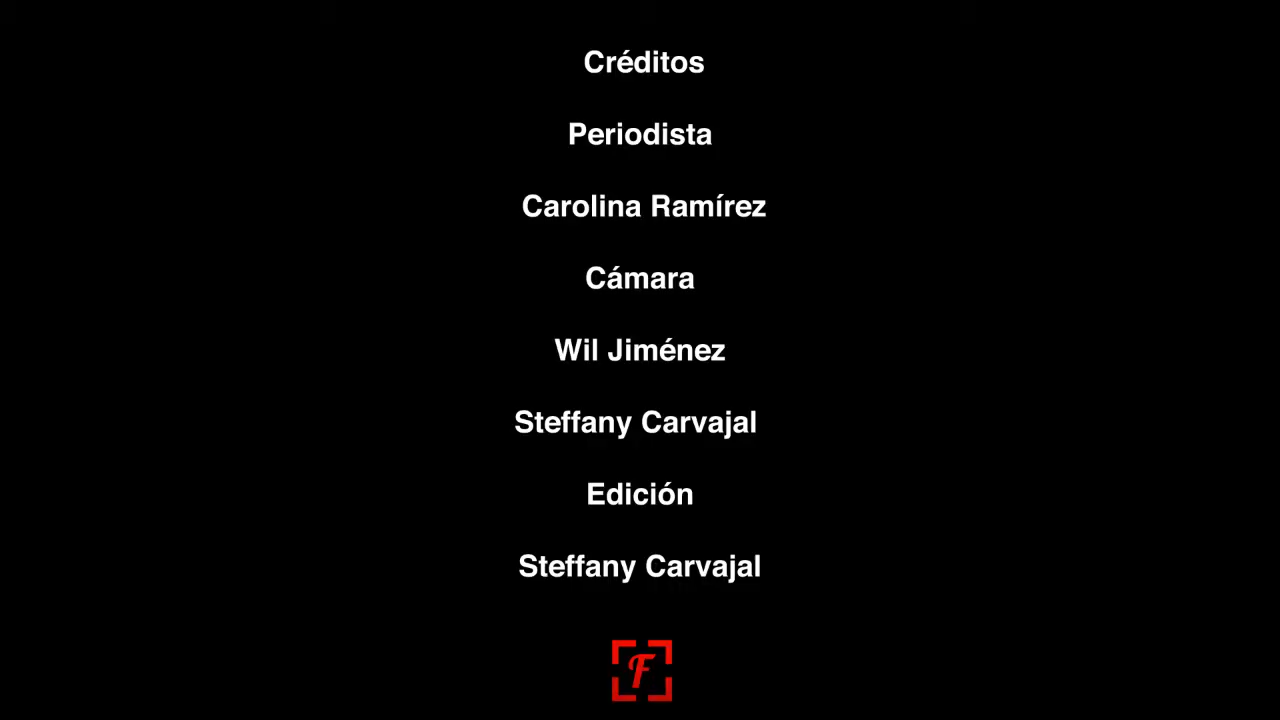 Créditos
Periodista
Carolina Ramírez
Cámara
Wil Jiménez
Steffany Carvajal
Edición
Steffany Carvajal
F